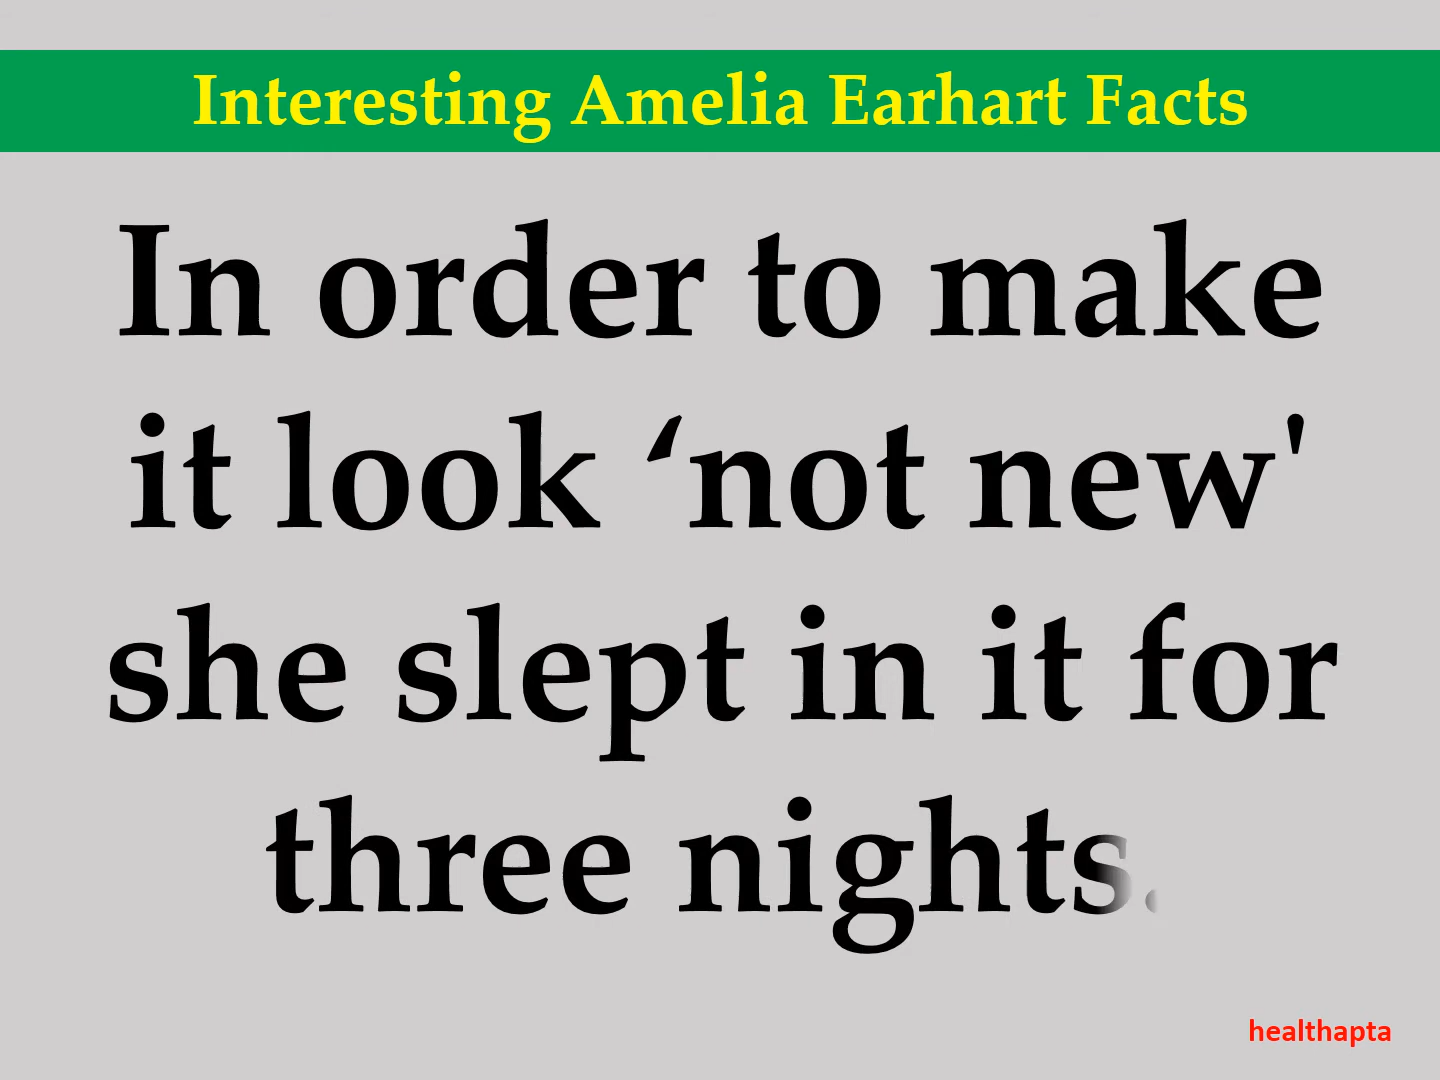 Interesting Amelia Earhart Facts
In order to make
it look ‘not new'
she slept in it for
three nights.
healthapta